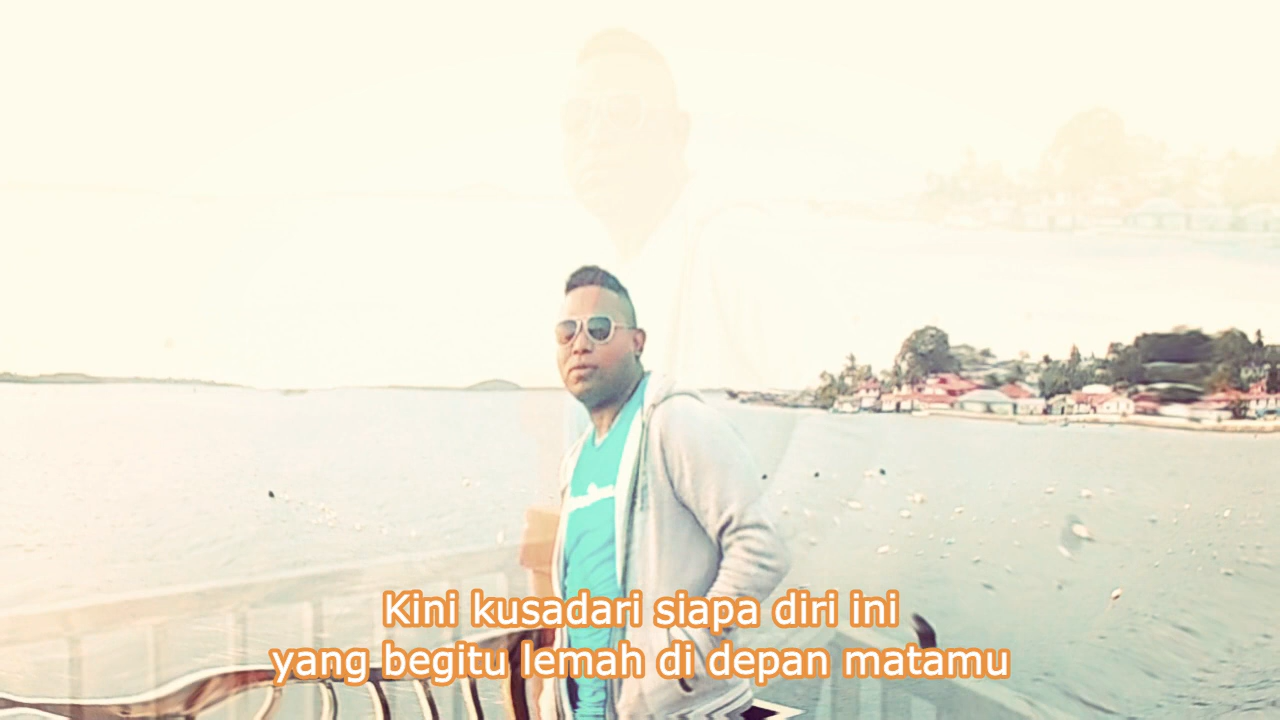 Kini kusadari siapa diri ini
yang begitu lemah di depan matamu